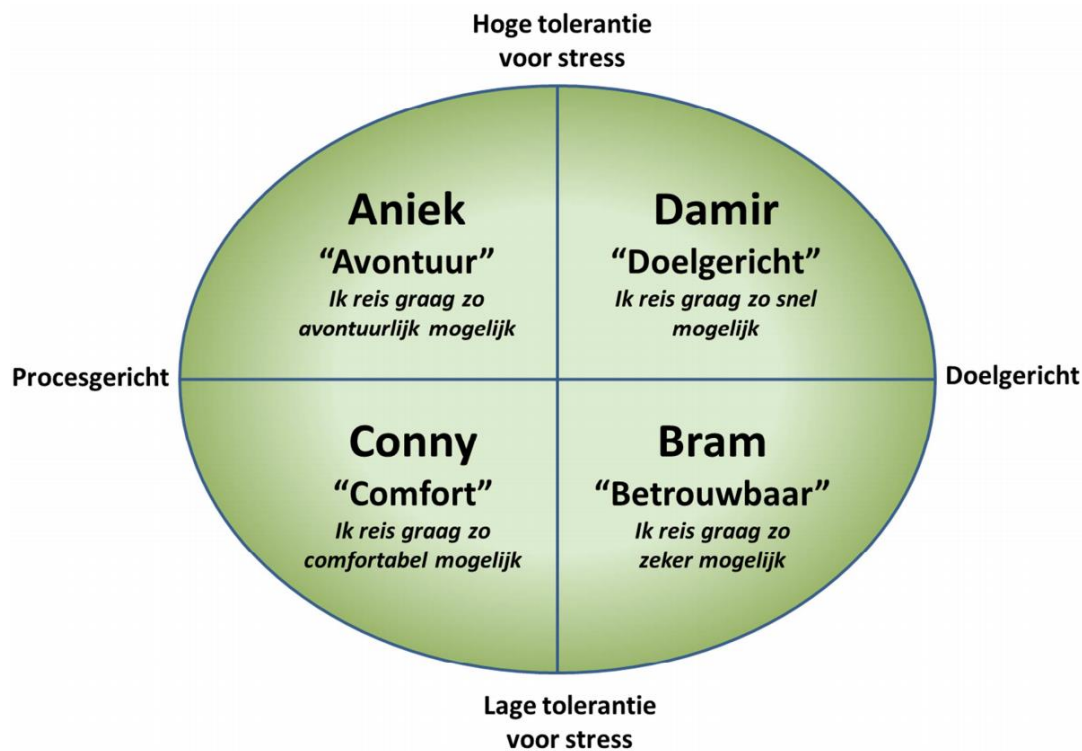 Hoge tolerantie
voor stress
Aniek
“Avontuur”
Ik reis graag zo
avontuurlijk mogelijk
Damir
“Doelgericht”
Ik reis graag zo snel
mogelijk
Procesgericht
Doelgericht
Conny
“Comfort”
Ik reis graag zo
comfortabel mogelijk
Bram
“Betrouwbaar”
Ik reis graag zo
zeker mogelijk
Lage tolerantie
voor stress